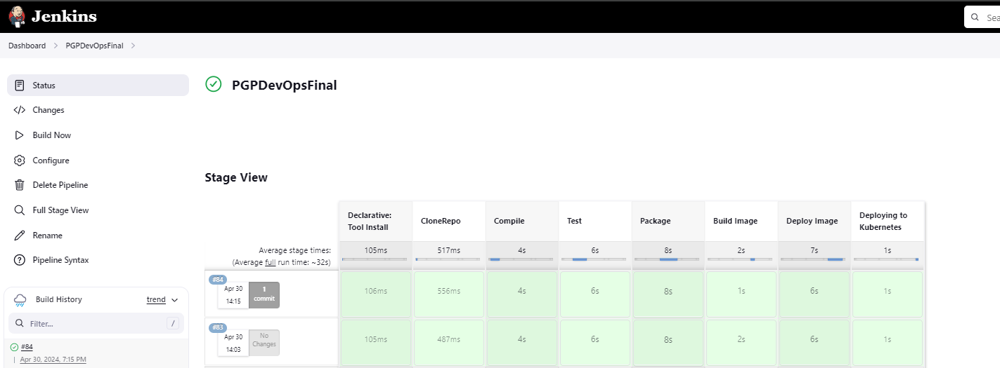 Jenkins
Sea
Dashboard > PGPDevOpsFinal >
Status
Changes
Build Now
Configure
Delete Pipeline
Full Stage View
Rename
Pipeline Syntax
Build History trend
Filter... /
#84
| Apr 30, 2024, 7:15 PM
PGPDevOpsFinal
Stage View
Declarative: Tool Install CloneRepo Compile Test Package Build Image Deploy Image Deploying to Kubernetes
Average stage times: 105ms 517ms 4s 6s 8s 2s 7s 1s
(Average full run time: ~32s)
#84
Apr 30 1
14:15 commit
106ms 556ms 4s 6s 8s 1s 6s 1s
#83
Apr 30 No
14:03 Changes
105ms 487ms 4s 6s 8s 2s 6s 1s